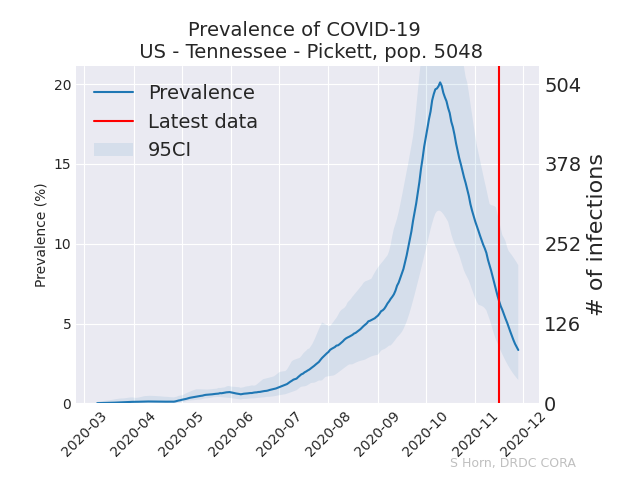 Prevalence of COVID-19
US - Tennessee - Pickett, pop. 5048
Prevalence
Latest data
95CI
Prevalence (%)
20
15
10
5
0
504
378
252
126
0
# of infections
2020-03
2020-04
2020-05
2020-06
2020-07
2020-08
2020-09
2020-10
2020-11
2020-12
S Horn, DRDC CORA